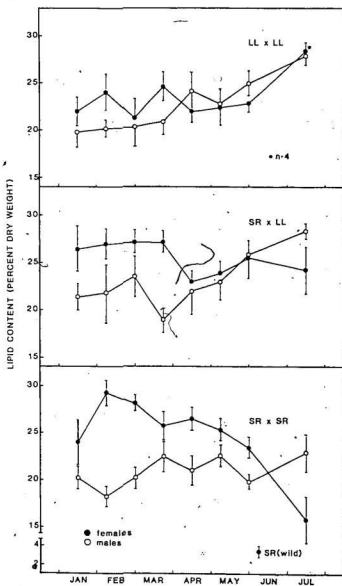 30
LL x LL
25
20
• n=4
15
30
SR x LL
25
20
15
LIPID CONTENT (PERCENT DRY WEIGHT)
30
25
SR x SR
20
● females
○ males
15
SR(wild)
JAN FEB MAR APR MAY JUN JUL